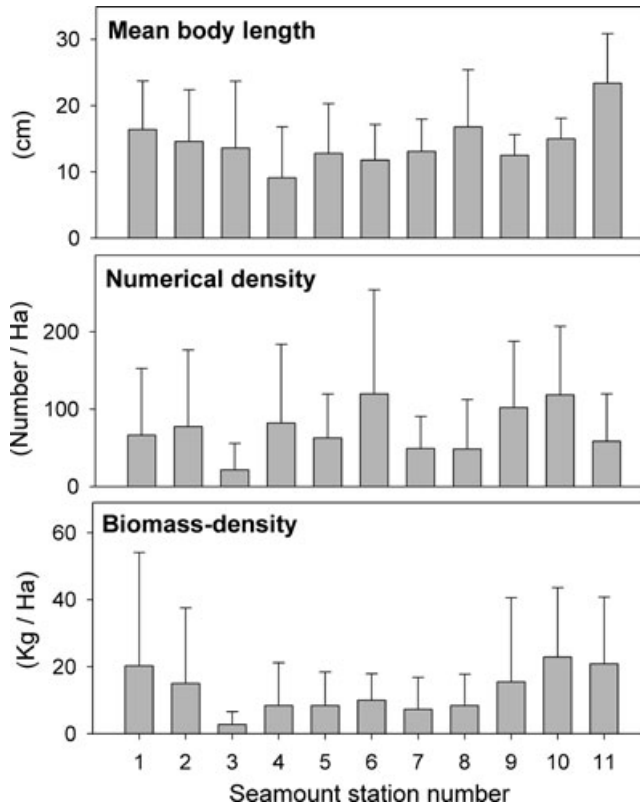 Mean body length
(cm)
30
20
10
0
Numerical density
(Number / Ha)
200
100
0
Biomass-density
(Kg / Ha)
60
40
20
0
1 2 3 4 5 6 7 8 9 10 11
Seamount station number